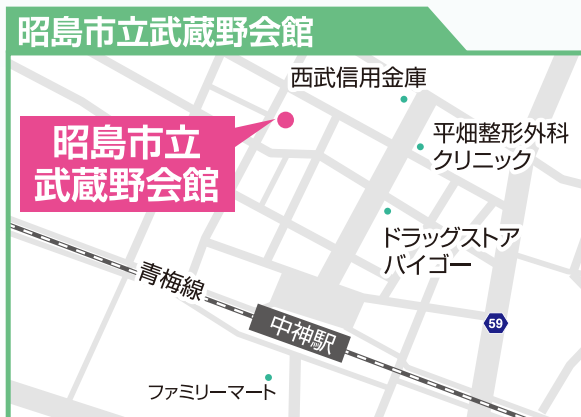 昭島市立武蔵野会館
西武信用金庫
昭島市立
武蔵野会館
平畑整形外科
クリニック
ドラッグストア
バイゴー
青梅線
中神駅
59
ファミリーマート